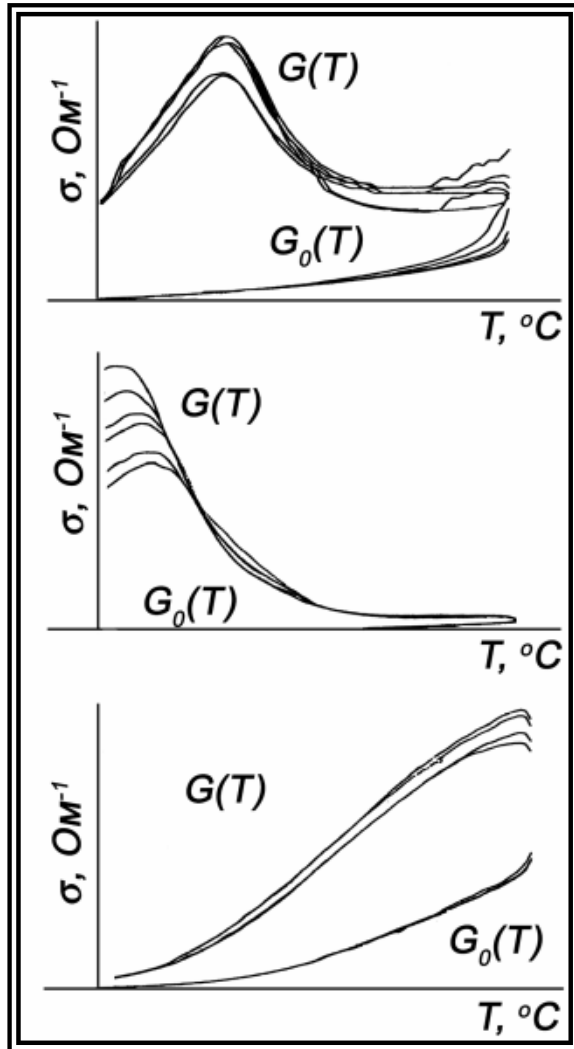 G(T)
σ, Ом⁻¹
G₀(T)
T, °C
G(T)
σ, Ом⁻¹
G₀(T)
T, °C
G(T)
σ, Ом⁻¹
G₀(T)
T, °C